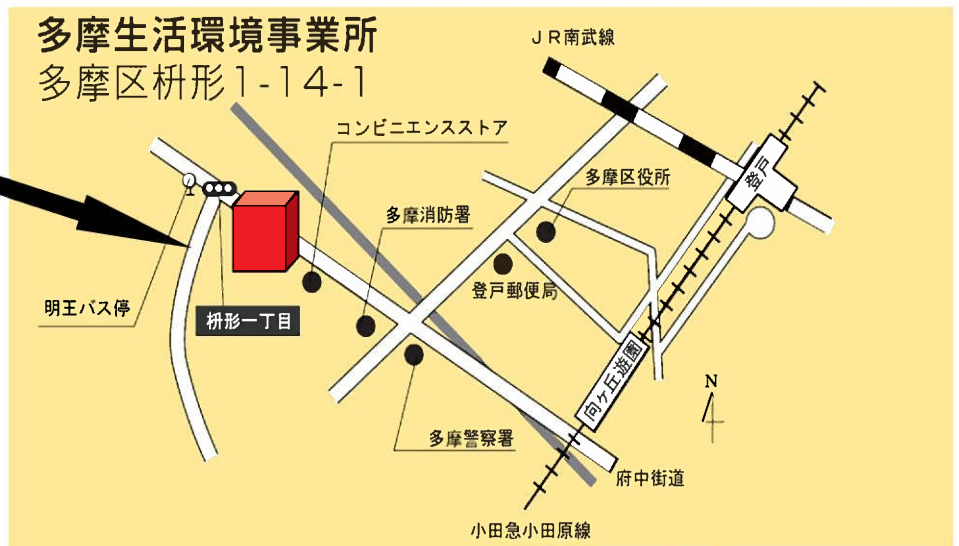 多摩生活環境事業所
多摩区枡形1-14-1
JR南武線
コンビニエンスストア
登戸
多摩区役所
多摩消防署
登戸郵便局
明王バス停
枡形一丁目
向ヶ丘遊園
N
多摩警察署
府中街道
小田急小田原線